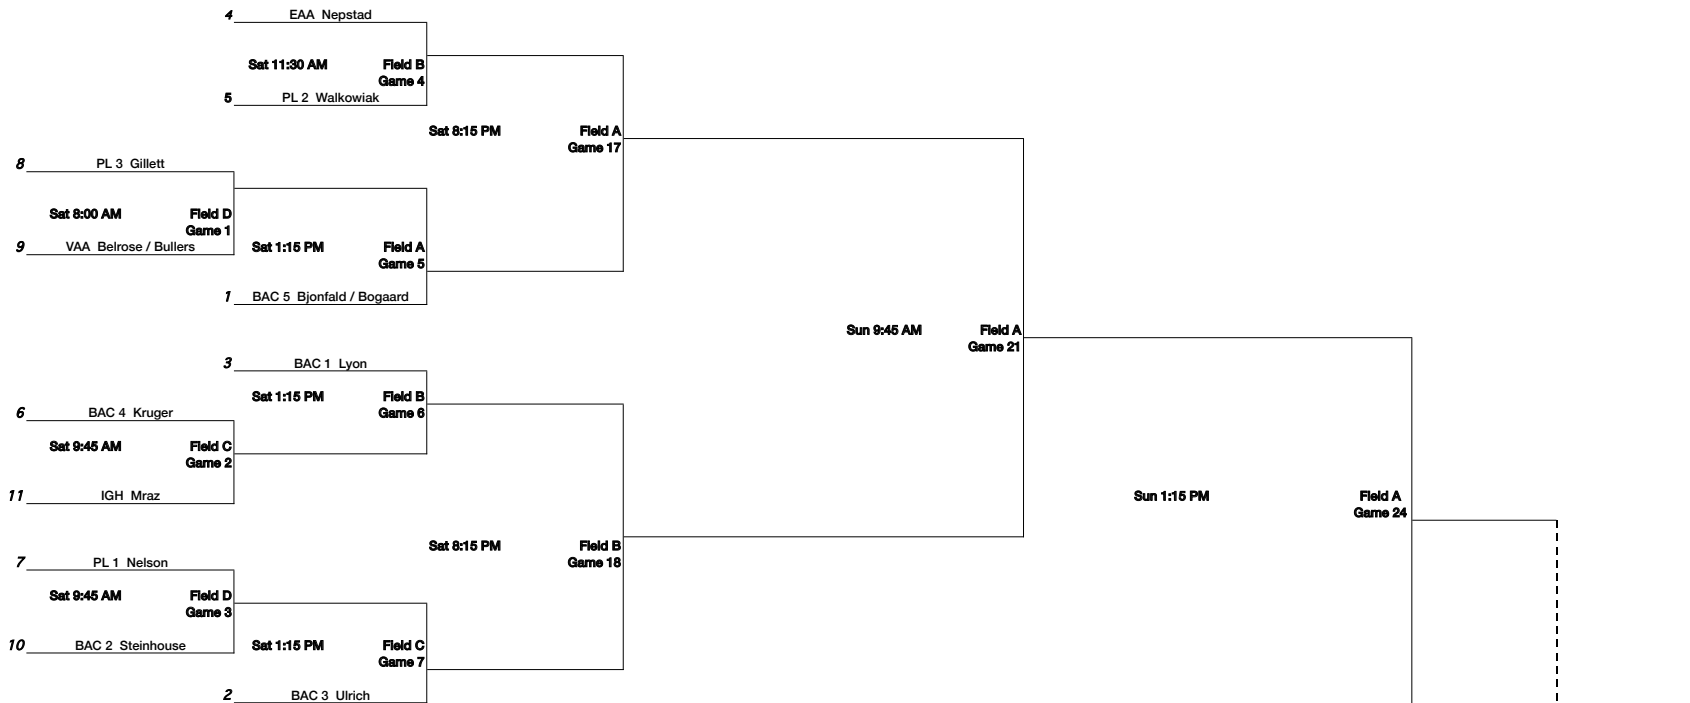 4 EAA Nepstad
Sat 11:30 AM Field B
Game 4
5 PL 2 Walkowiak
Sat 8:15 PM Field A
Game 17
8 PL 3 Gillett
Sat 8:00 AM Field D
Game 1
9 VAA Belrose / Bullers
Sat 1:15 PM Field A
Game 5
1 BAC 5 Bjonfald / Bogaard
Sun 9:45 AM Field A
Game 21
3 BAC 1 Lyon
Sat 1:15 PM Field B
Game 6
6 BAC 4 Kruger
Sat 9:45 AM Field C
Game 2
11 IGH Mraz
Sun 1:15 PM Field A
Game 24
Sat 8:15 PM Field B
Game 18
7 PL 1 Nelson
Sat 9:45 AM Field D
Game 3
10 BAC 2 Steinhouse
Sat 1:15 PM Field C
Game 7
2 BAC 3 Ulrich